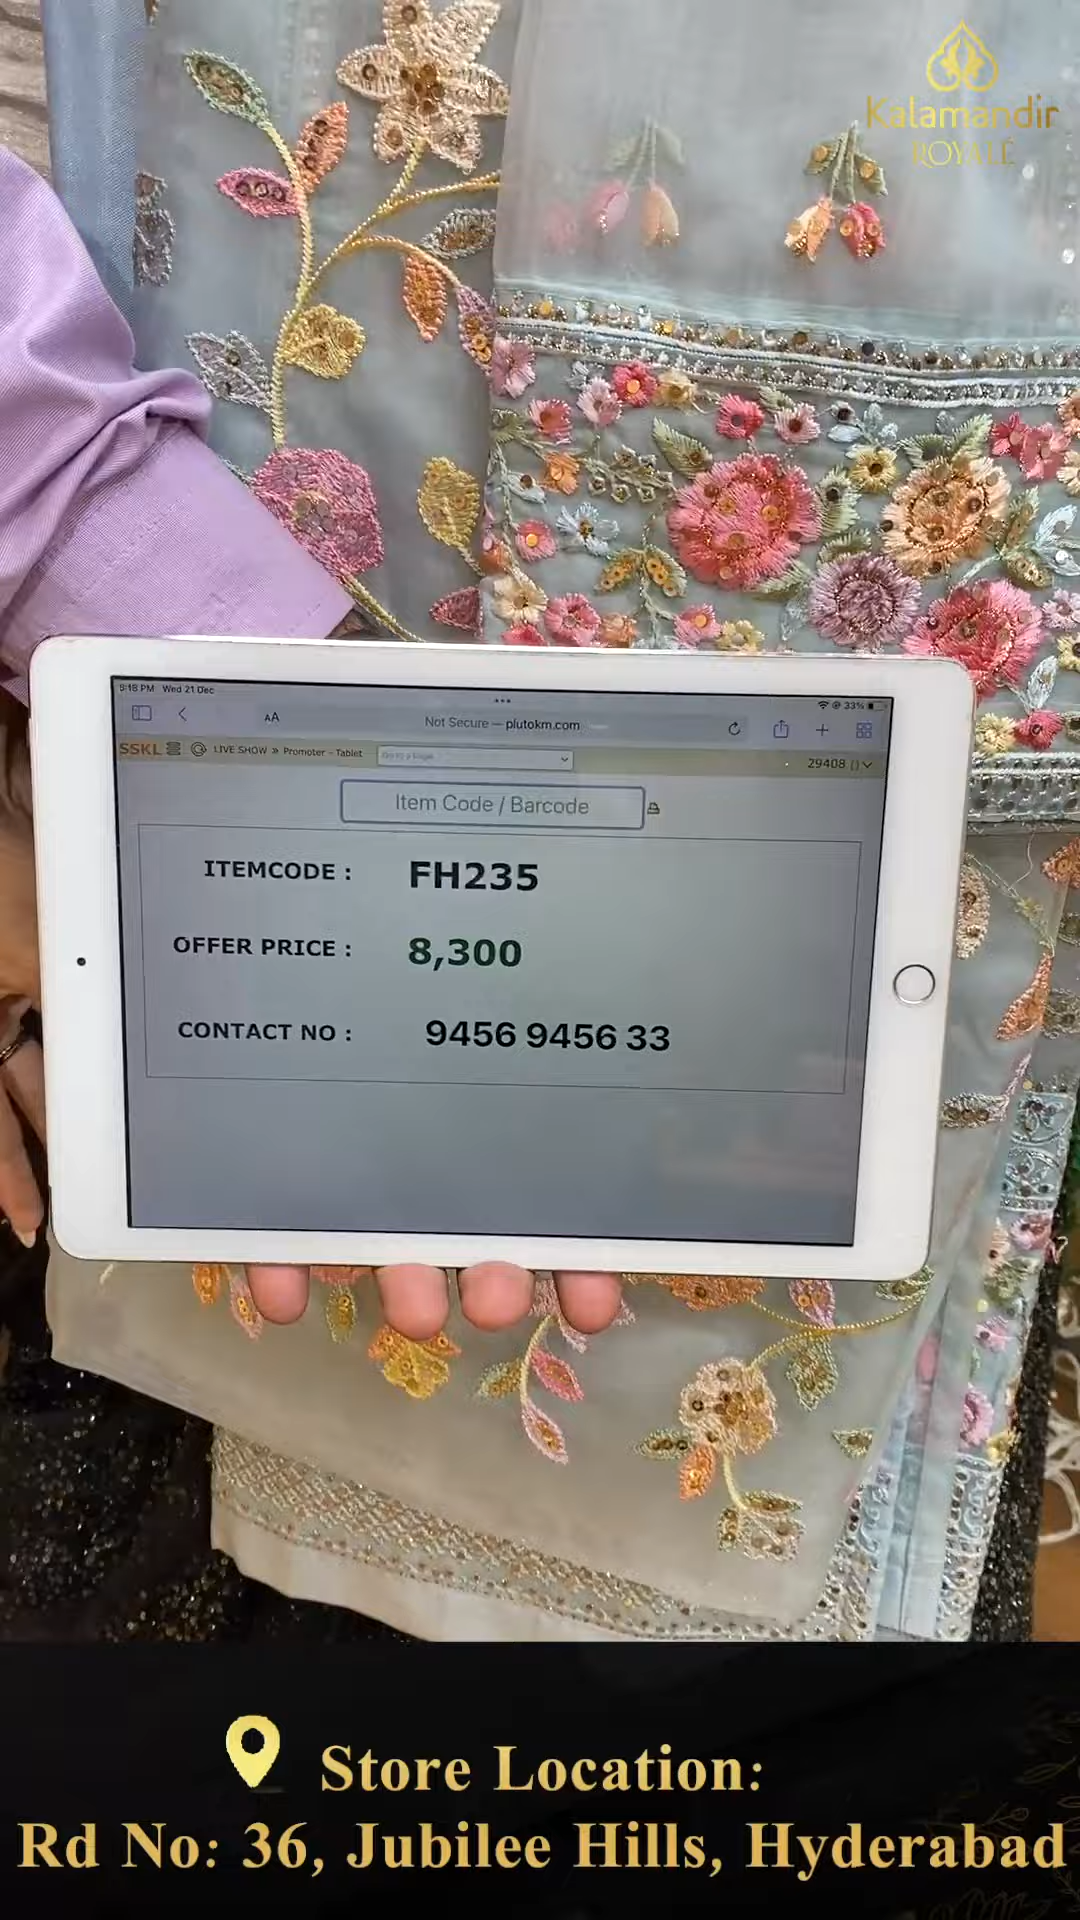 Kalamandir
ROYALE
5:18 PM Wed 21 Dec
33%
AA
Not Secure — plutokm.com
SSKL LIVE SHOW » Promoter - Tablet
29408 ()
Item Code / Barcode
ITEMCODE : FH235
OFFER PRICE : 8,300
CONTACT NO : 9456 9456 33
Store Location:
Rd No: 36, Jubilee Hills, Hyderabad